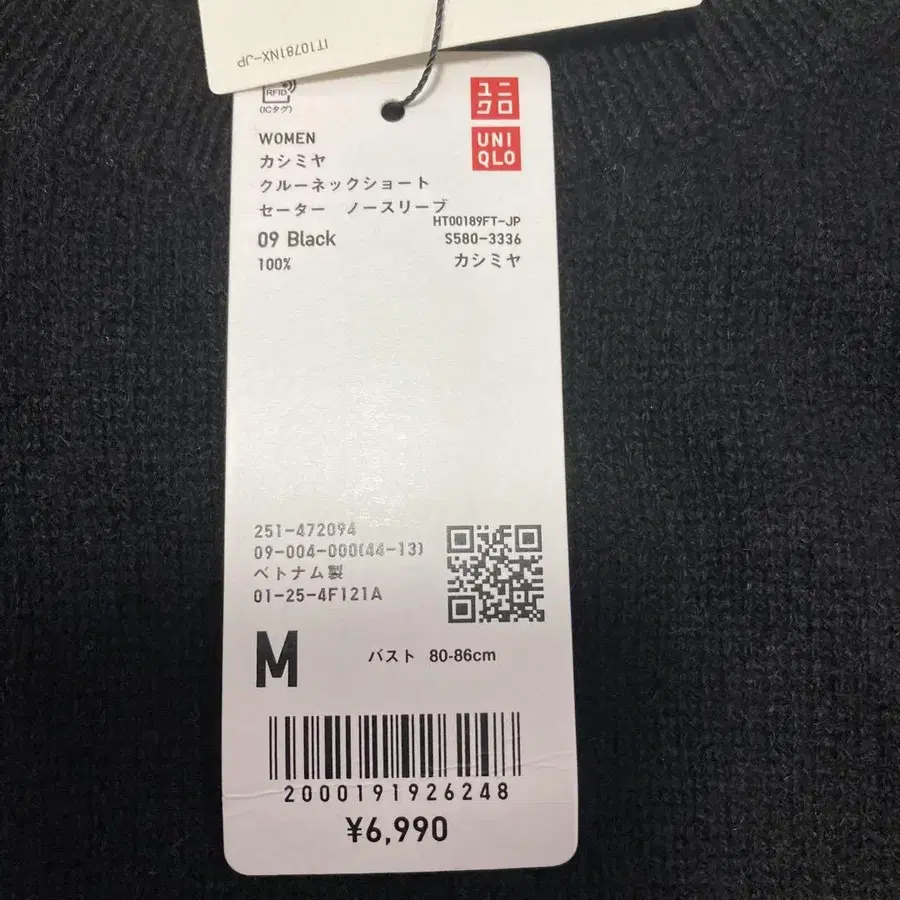 IT10781NX-JP
RFID
(ICタグ)
ユニ
クロ
UNI
QLO
WOMEN
カシミヤ
クルーネックショート
セーター ノースリーブ
HT00189FT-JP
09 Black S580-3336
100% カシミヤ
251-472094
09-004-000(44-13)
ベトナム製
01-25-4F121A
M バスト 80-86cm
2000191926248
¥6,990